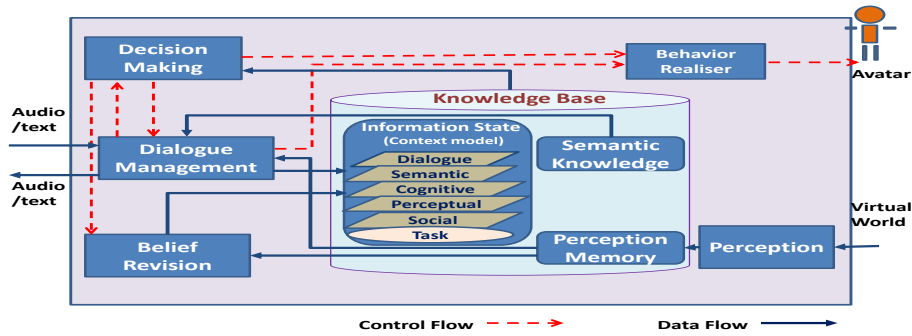 Decision
Making
Behavior
Realiser
Avatar
Knowledge Base
Audio
/text
Information State
(Context model)
Dialogue
Management
Semantic
Knowledge
Dialogue
Semantic
Cognitive
Perceptual
Social
Task
Audio
/text
Virtual
World
Belief
Revision
Perception
Memory
Perception
Control Flow
Data Flow